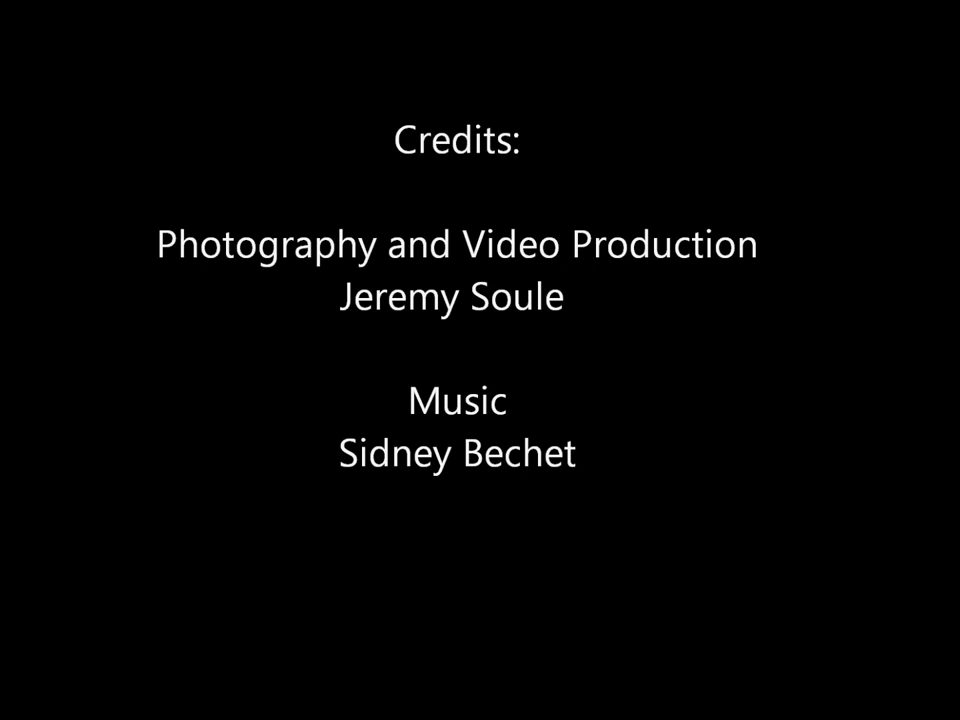 Credits:
Photography and Video Production
Jeremy Soule
Music
Sidney Bechet